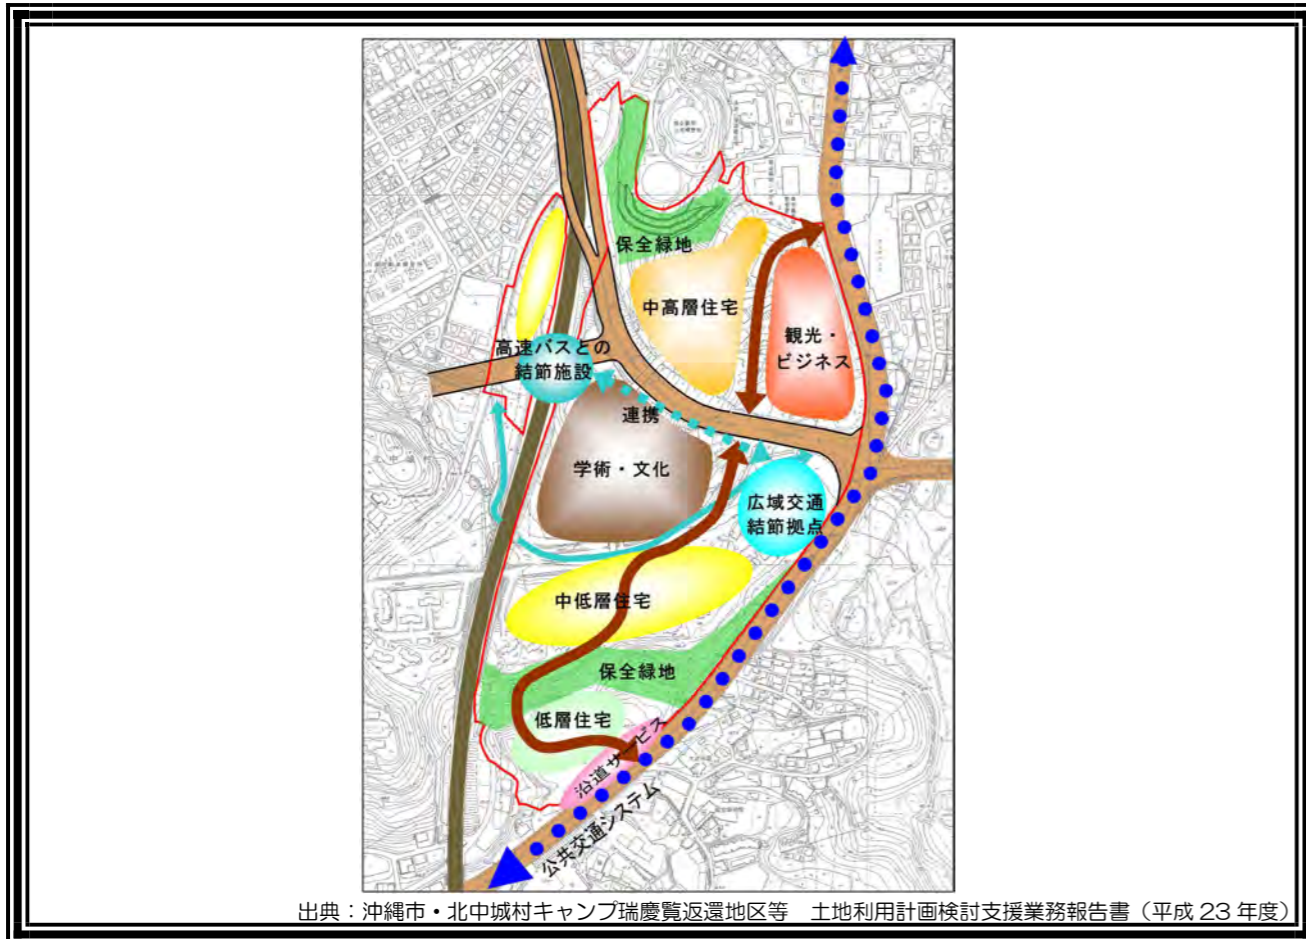 保全緑地
中高層住宅
観光・
ビジネス
高速バスとの
結節施設
連携
学術・文化
広域交通
結節拠点
中低層住宅
保全緑地
低層住宅
沿道サービス
公共交通システム
出典：沖縄市・北中城村キャンプ瑞慶覧返還地区等　土地利用計画検討支援業務報告書（平成 23 年度）